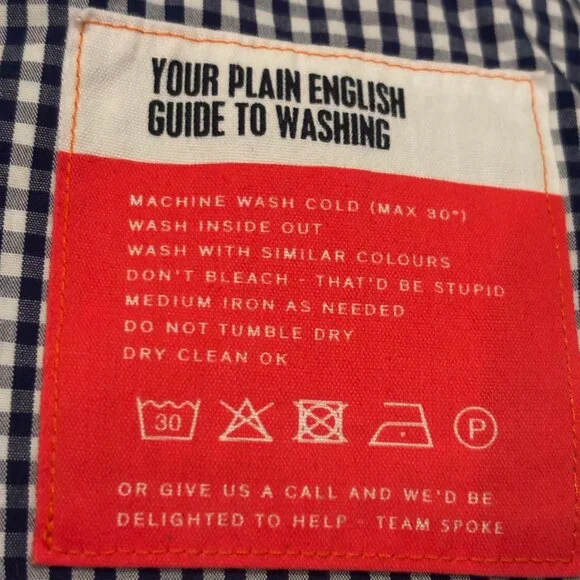 YOUR PLAIN ENGLISH
GUIDE TO WASHING
MACHINE WASH COLD (MAX 30°)
WASH INSIDE OUT
WASH WITH SIMILAR COLOURS
DON'T BLEACH - THAT'D BE STUPID
MEDIUM IRON AS NEEDED
DO NOT TUMBLE DRY
DRY CLEAN OK
30 P
OR GIVE US A CALL AND WE'D BE
DELIGHTED TO HELP - TEAM SPOKE